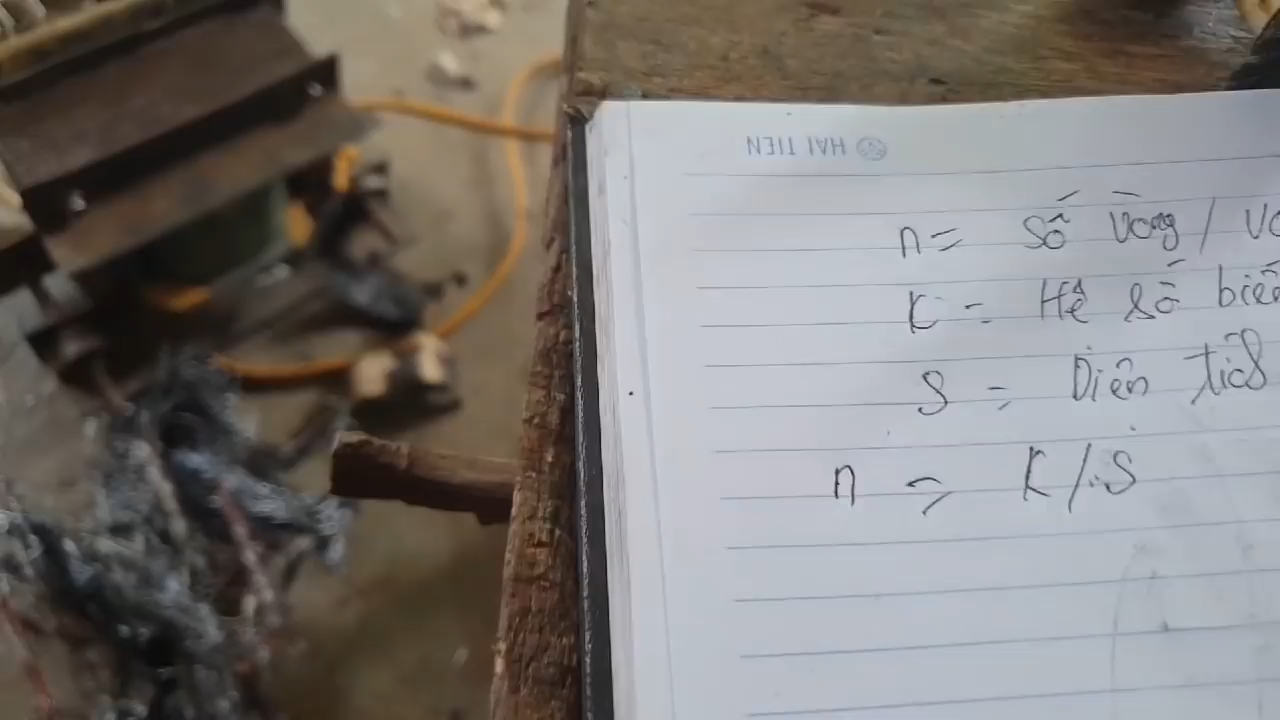 HAI TIEN
n = Số vòng /
K = Hệ số
S = Diện tích
n = K / S